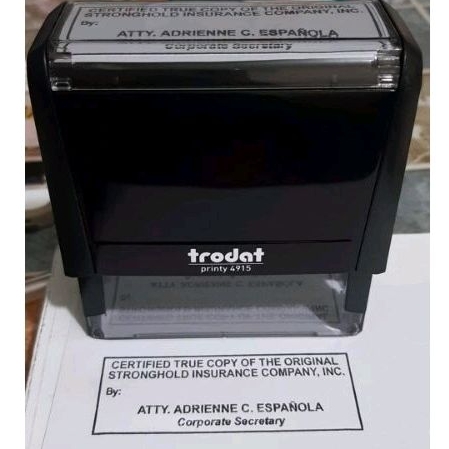 CERTIFIED TRUE COPY OF THE ORIGINAL
STRONGHOLD INSURANCE COMPANY, INC.
By:
ATTY. ADRIENNE C. ESPAÑOLA
Corporate Secretary
trodat
printy 4915
CERTIFIED TRUE COPY OF THE ORIGINAL
STRONGHOLD INSURANCE COMPANY, INC.
By:
ATTY. ADRIENNE C. ESPAÑOLA
Corporate Secretary